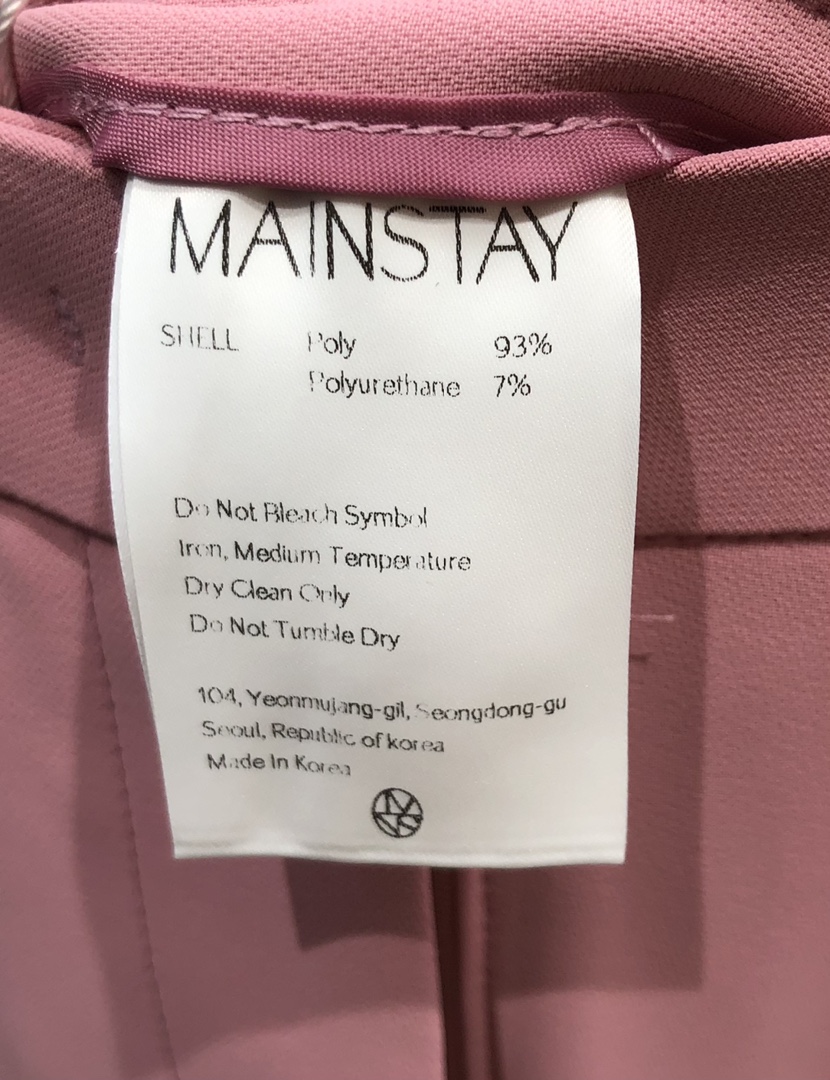 MAINSTAY
SHELL Poly 93%
Polyurethane 7%
Do Not Bleach Symbol
Iron, Medium Temperature
Dry Clean Only
Do Not Tumble Dry
104, Yeonmujang-gil, Seongdong-gu
Seoul, Republic of korea
Made In Korea